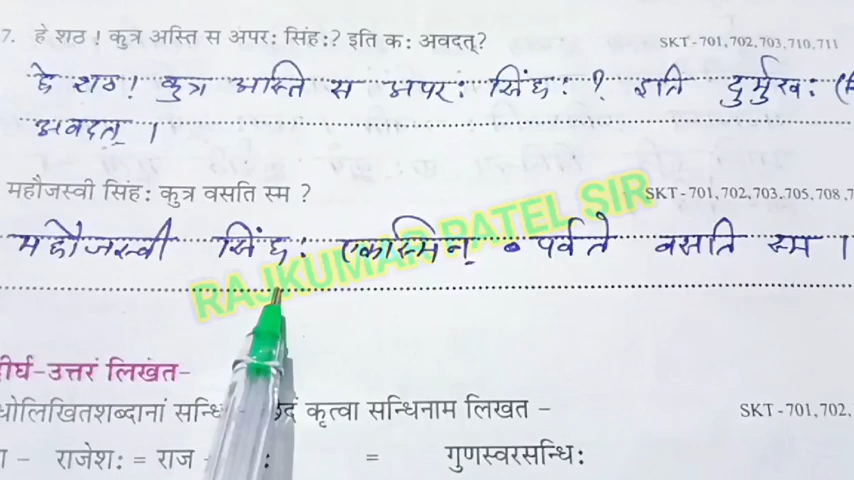 7. हे शठ ! कुत्र अस्ति स अपरः सिंहः? इति कः अवदत्? SKT-701,702,703,710,711
हे शठ! कुत्र अस्ति स अपरः सिंहः ? इति दुर्मुखः
अवदत् ।
महौजस्वी सिंहः कुत्र वसति स्म ? SKT-701,702,703,705,708,7
महौजस्वी सिंहः एकस्मिन् पर्वते वसति स्म ।
RAJKUMAR PATEL SIR
दीर्घ-उत्तरं लिखत-
धोलिखितशब्दानां कृत्वा सन्धिनाम लिखत - SKT-701,702,
राजेशः = राज : = गुणस्वरसन्धिः